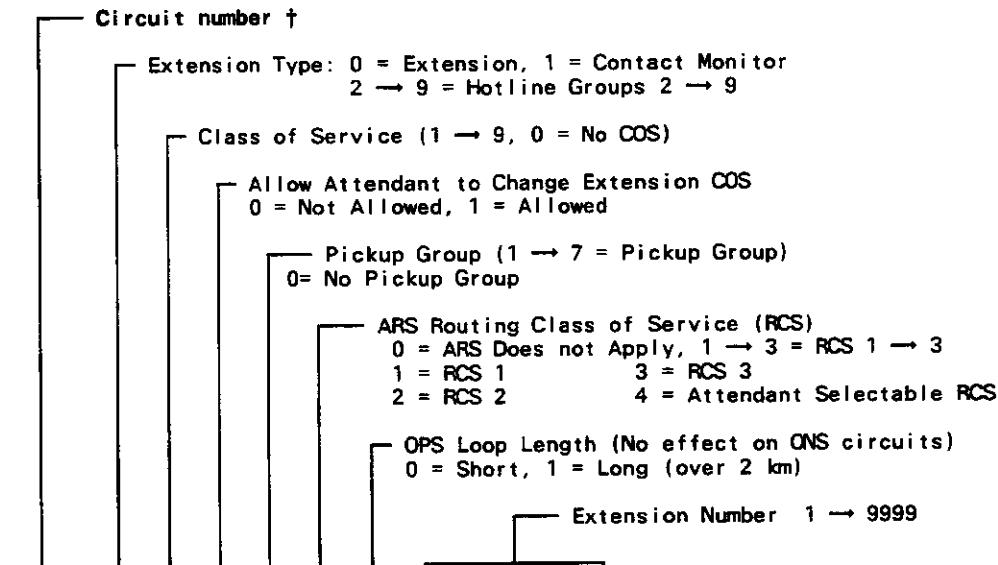 Circuit number †
Extension Type: 0 = Extension, 1 = Contact Monitor
2 → 9 = Hotline Groups 2 → 9
Class of Service (1 → 9, 0 = No COS)
Allow Attendant to Change Extension COS
0 = Not Allowed, 1 = Allowed
Pickup Group (1 → 7 = Pickup Group)
0= No Pickup Group
ARS Routing Class of Service (RCS)
0 = ARS Does not Apply, 1 → 3 = RCS 1 → 3
1 = RCS 1 3 = RCS 3
2 = RCS 2 4 = Attendant Selectable RCS
OPS Loop Length (No effect on ONS circuits)
0 = Short, 1 = Long (over 2 km)
Extension Number 1 → 9999